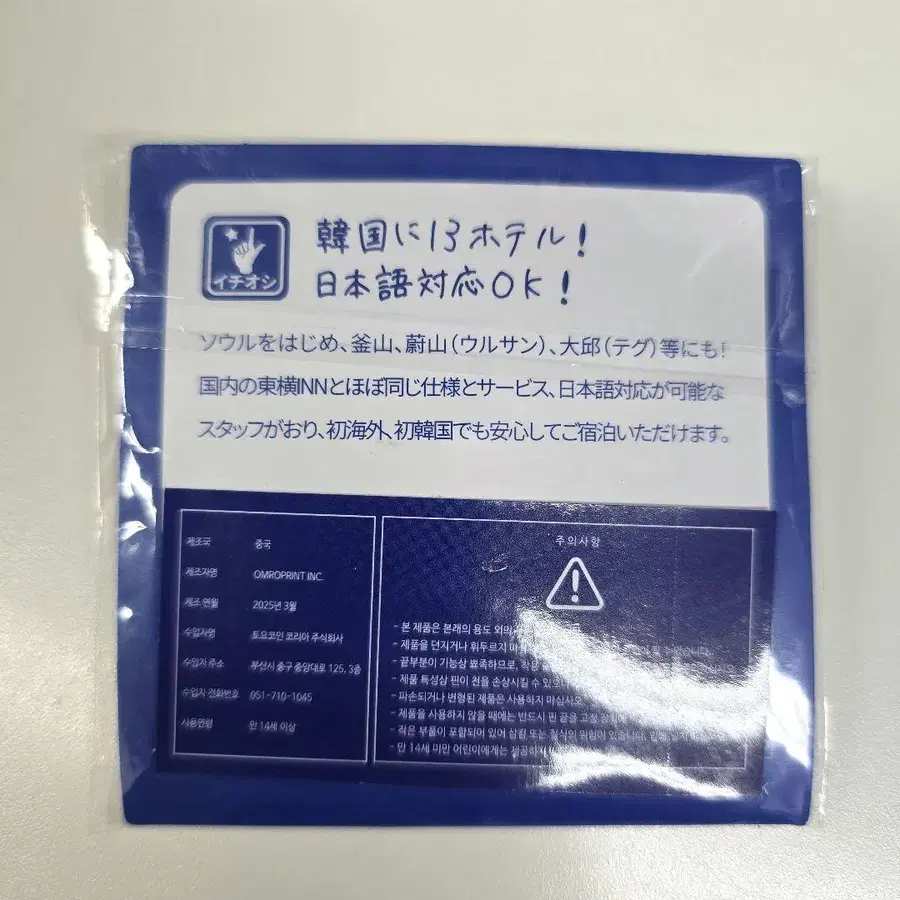 イチオシ
韓国に13ホテル!
日本語対応OK!
ソウルをはじめ、釜山、蔚山(ウルサン)、大邱(テグ)等にも!
国内の東横INNとほぼ同じ仕様とサービス、日本語対応が可能な
スタッフがおり、初海外、初韓国でも安心してご宿泊いただけます。
제조국 중국
제조자명 OMROPRINT INC.
제조 연월 2025년 3월
수입자명 토요코인 코리아 주식회사
수입자 주소 부산시 중구 중앙대로 125, 3층
수입자 전화번호 051-710-1045
사용연령 만 14세 이상
주의사항
- 본 제품은 본래의 용도 외의
- 제품을 던지거나 휘두르지
- 끝부분이 기능상 뾰족하므로,
- 제품 특성상 핀이 천을 손상시킬 수
- 파손되거나 변형된 제품은 사용하지 마십시오
- 제품을 사용하지 않을 때에는 반드시 핀 끝을 고정
- 작은 부품이 포함되어 있어 삼킴 또는 질식의 위험이 있습니다.
- 만 14세 미만 어린이에게는